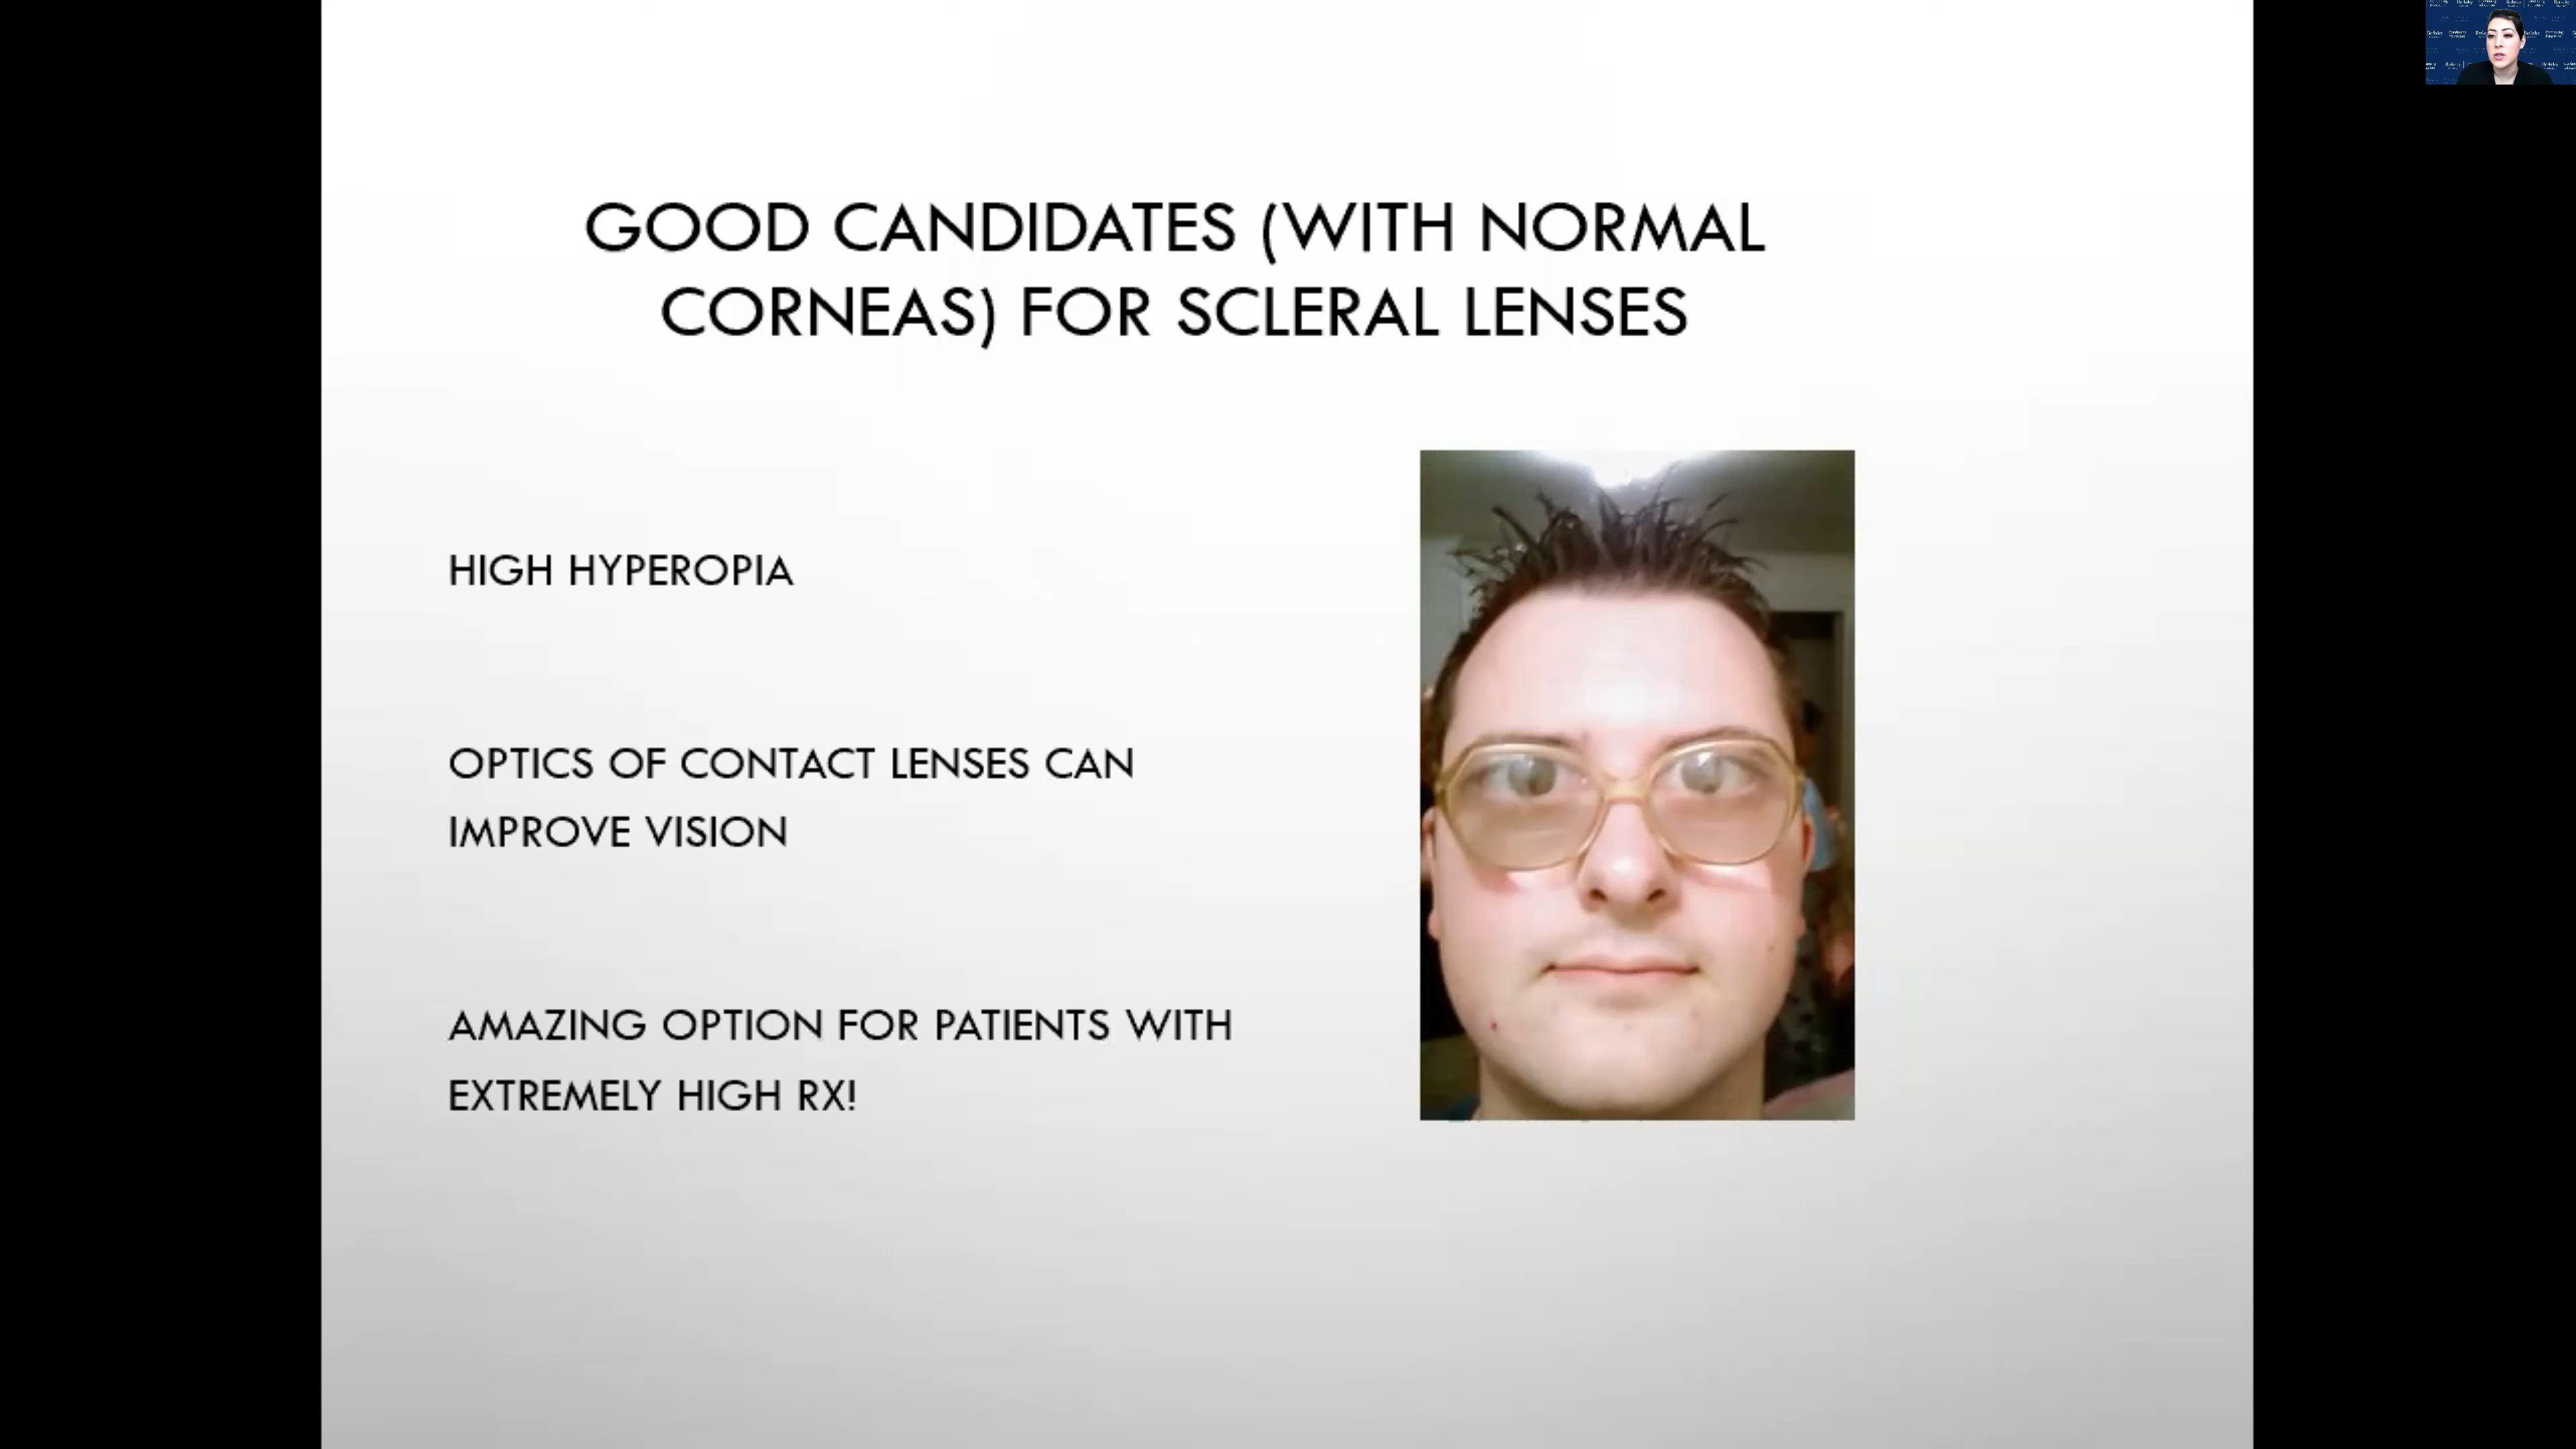 GOOD CANDIDATES (WITH NORMAL
CORNEAS) FOR SCLERAL LENSES
HIGH HYPEROPIA
OPTICS OF CONTACT LENSES CAN
IMPROVE VISION
AMAZING OPTION FOR PATIENTS WITH
EXTREMELY HIGH RX!